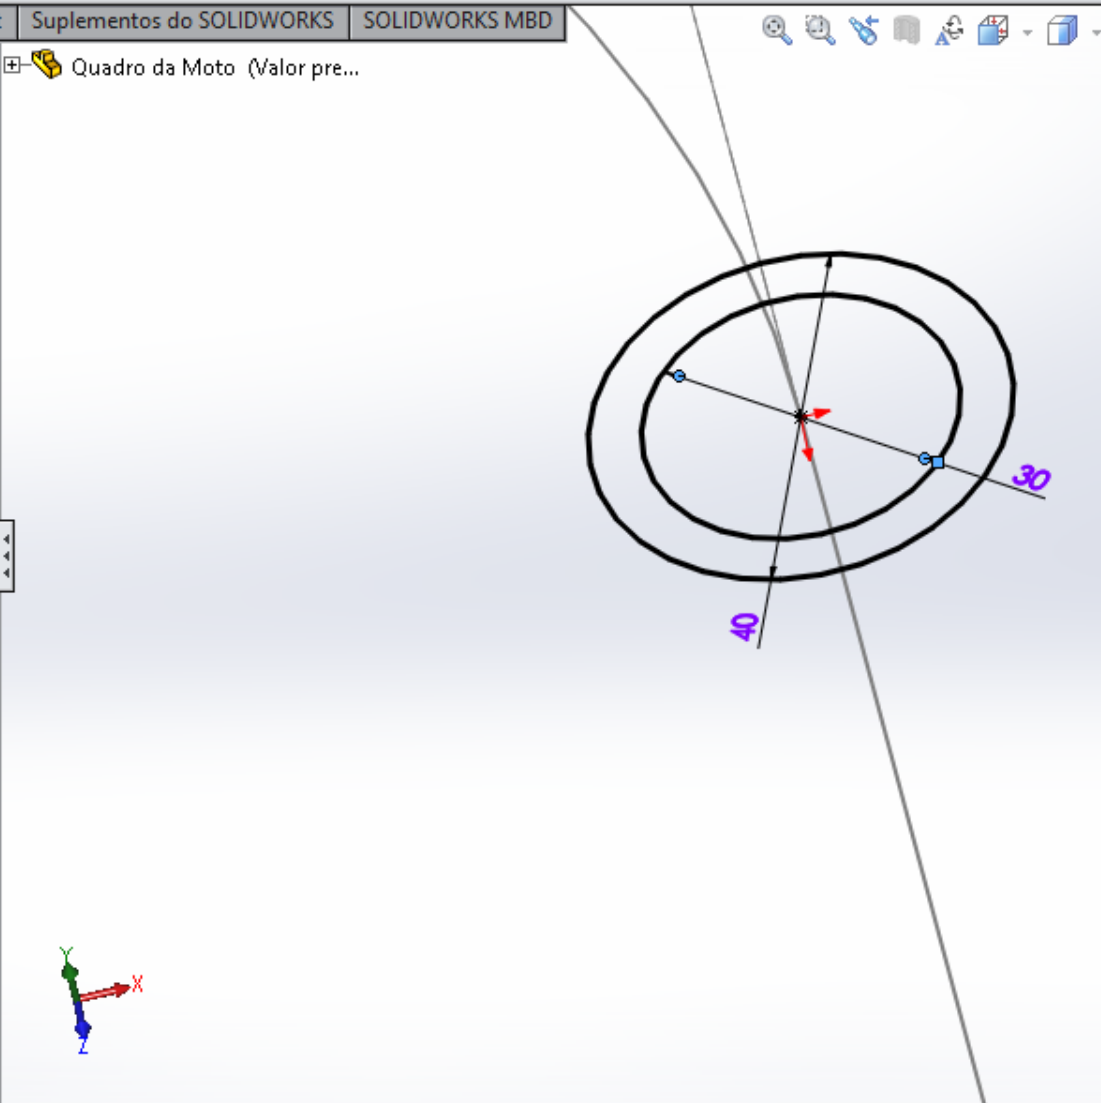 Suplementos do SOLIDWORKS SOLIDWORKS MBD
Quadro da Moto (Valor pre...
30
40
Y
X
Z